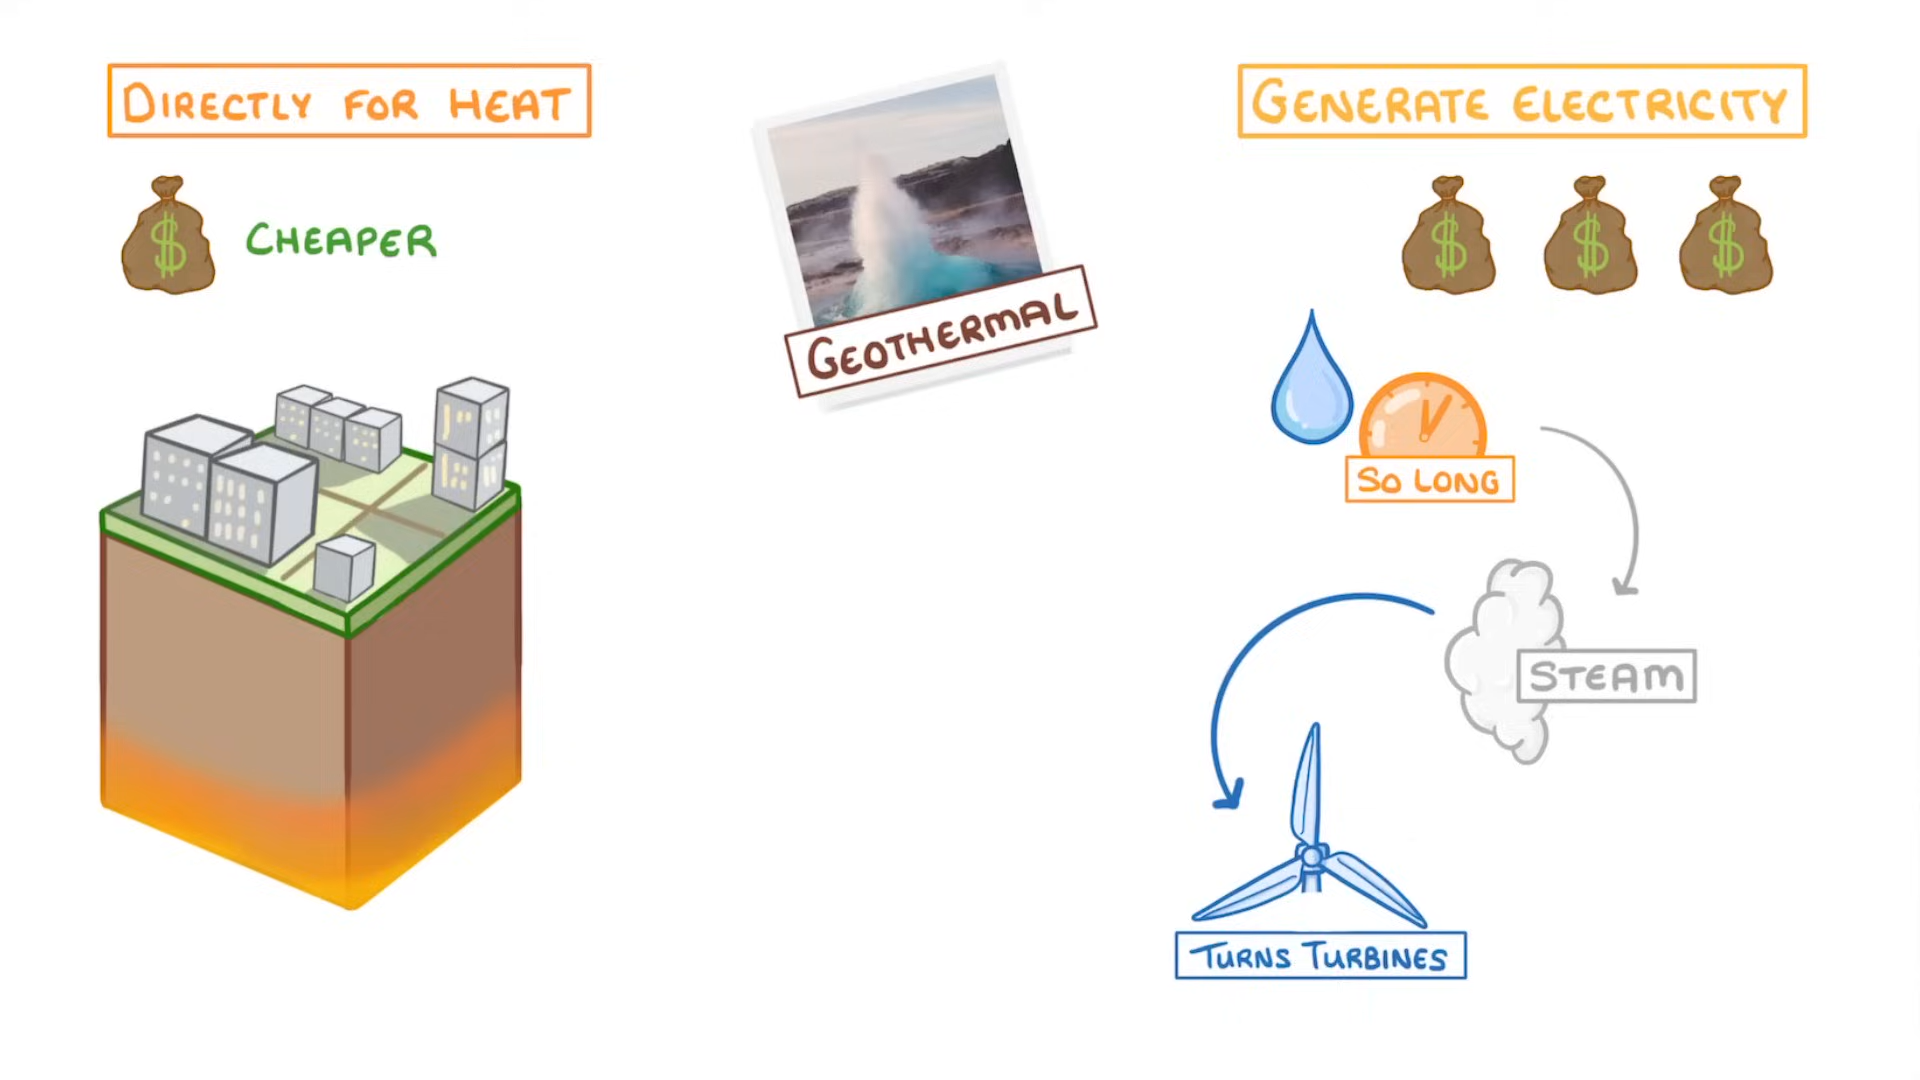 DIRECTLY FOR HEAT
GENERATE ELECTRICITY
$ CHEAPER
$ $ $
GEOTHERMAL
SO LONG
STEAM
TURNS TURBINES